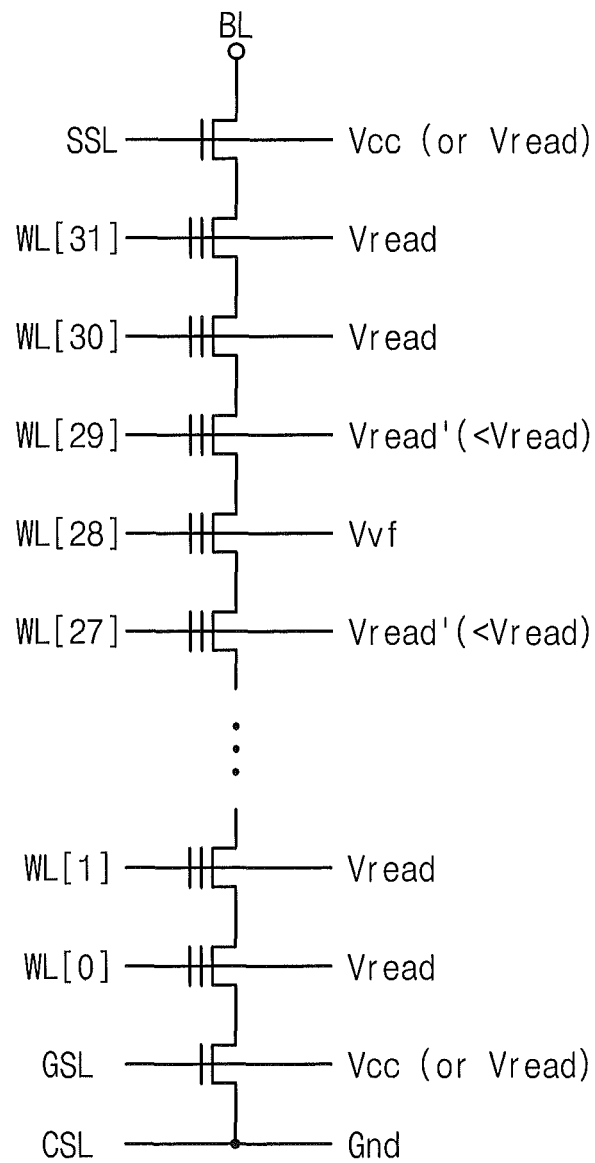 BL
SSL Vcc (or Vread)
WL[31] Vread
WL[30] Vread
WL[29] Vread'(<Vread)
WL[28] Vvf
WL[27] Vread'(<Vread)
WL[1] Vread
WL[0] Vread
GSL Vcc (or Vread)
CSL Gnd